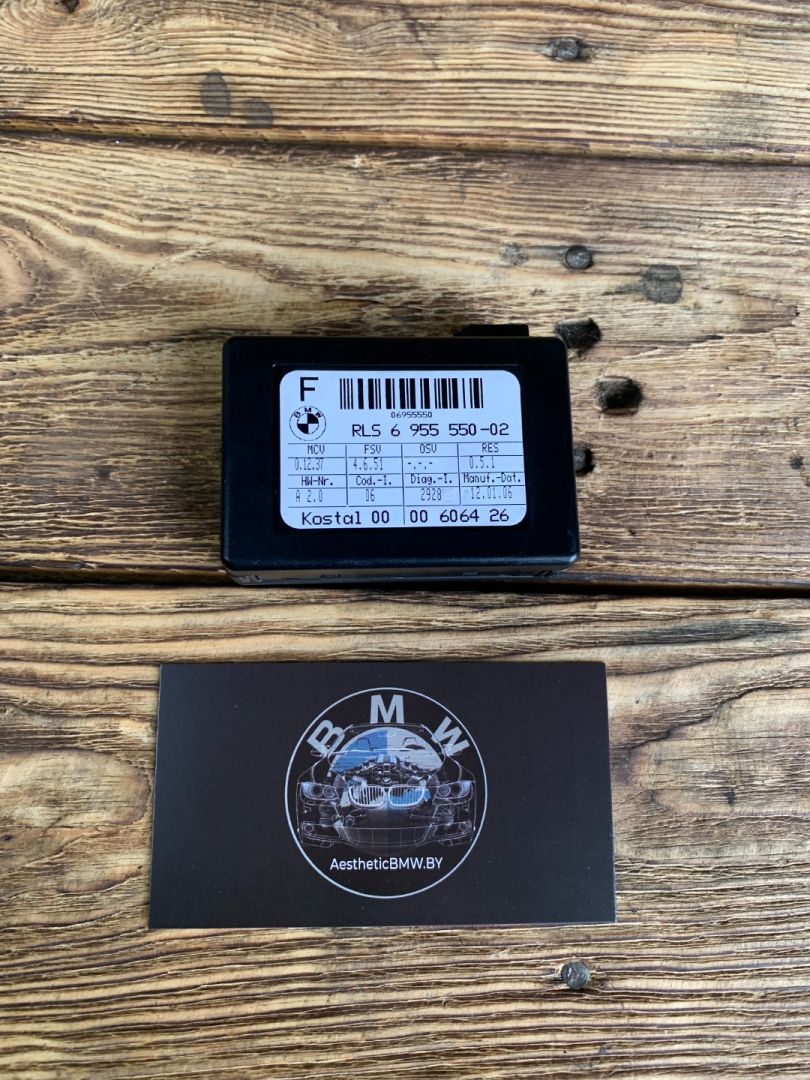 F
06955550
BMW
RLS 6 955 550-02
MCV FSV OSV RES
0.12.37 4.6.51 -.-.- 0.5.1
HW-Nr. Cod.-I. Diag.-I. Manuf.-Dat.
A 2.0 06 2928 12.01.06
Kostal 00 00 6064 26
BMW
AestheticBMW.BY